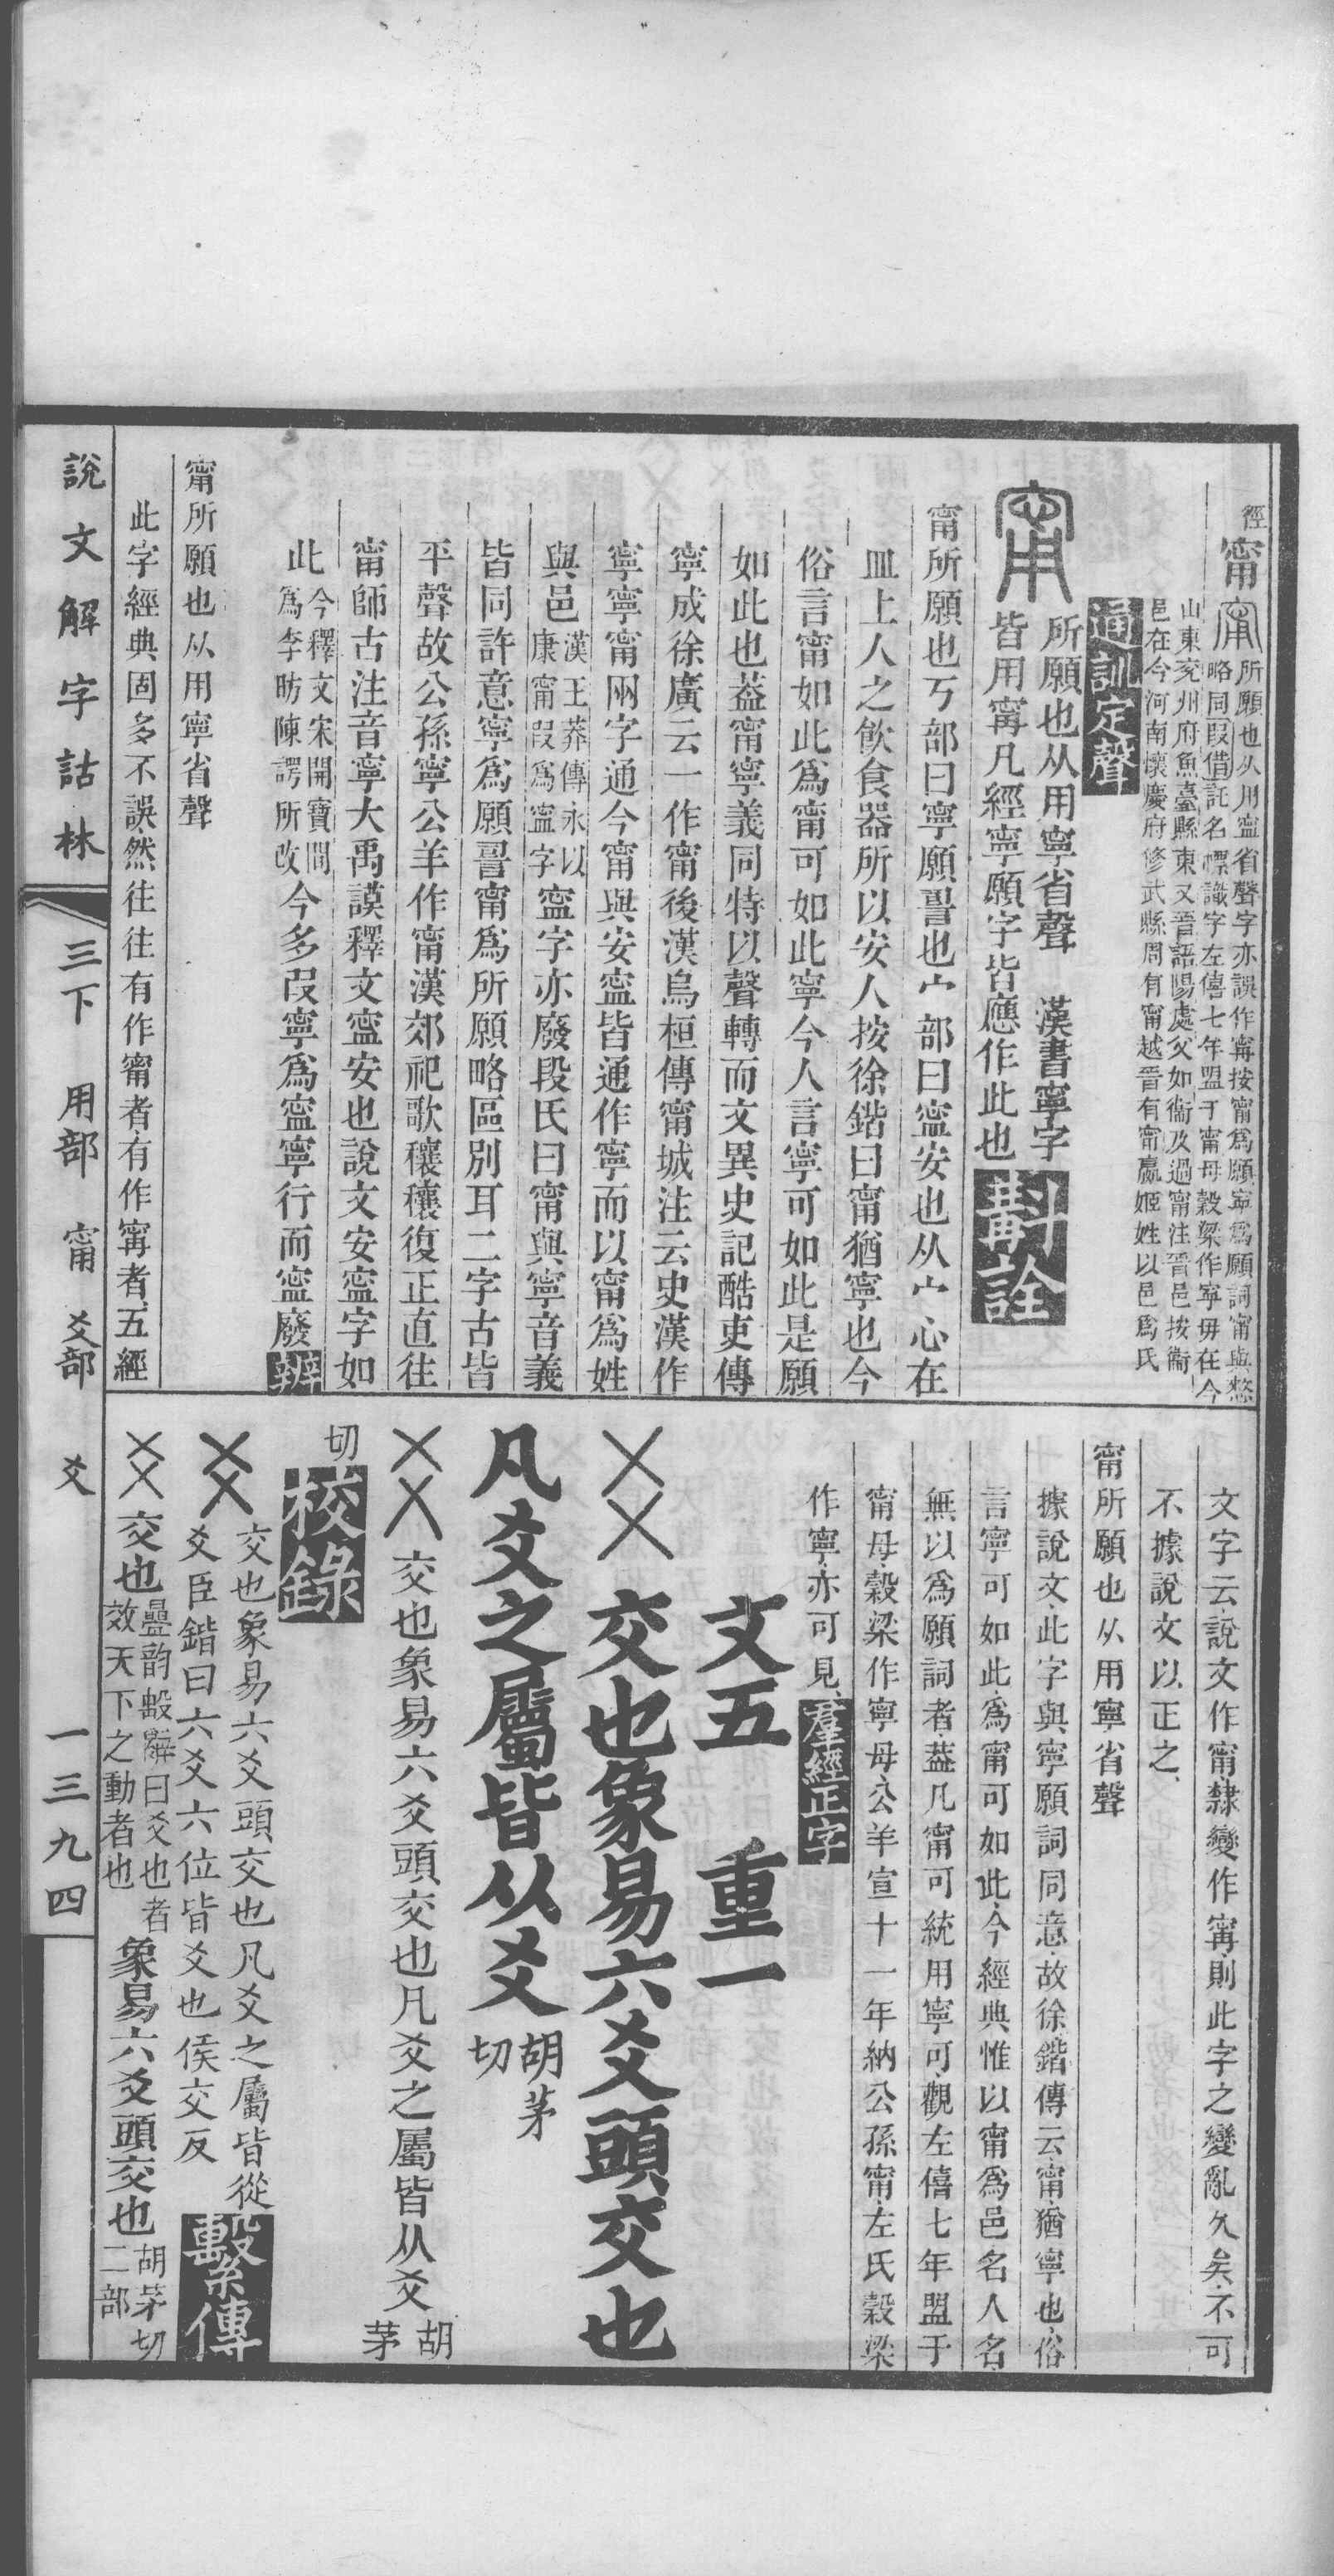 徑
甯
所願也从用寍省聲字亦誤作寗按甯爲願寍爲願詞甯與憗
略同叚借託名幖識字左僖七年盟于甯母穀梁作寧毋在今
山東兖州府魚臺縣東又晉語陽處父如衞反過甯注晉邑按衞
邑在今河南懷慶府修武縣周有甯越晉有甯嬴姬姓以邑爲氏
通訓定聲
所願也从用寧省聲 漢書寧字
皆用寗凡經寧願字皆應作此也
斠詮
甯所願也丂部曰寧願䛐也宀部曰寍安也从宀心在
皿上人之飲食器所以安人按徐鍇曰甯猶寧也今
俗言甯如此爲甯可如此寧今人言寧可如此是願
如此也葢甯寧義同特以聲轉而文異史記酷吏傳
寧成徐廣云一作甯後漢烏桓傳甯城注云史漢作
寧寧甯兩字通今甯與安寍皆通作寧而以甯爲姓
與邑漢王莽傳永以
康甯叚爲寍字寍字亦廢段氏曰甯與寧音義
皆同許意寧爲願䛐甯爲所願略區別耳二字古皆
平聲故公孫寧公羊作甯漢郊祀歌穰穰復正直往
甯師古注音寧大禹謨釋文寍安也說文安寍字如
此今釋文宋開寶間
爲李昉陳諤所改今多叚寧爲寍寧行而寍廢
辨
甯所願也从用寧省聲
此字經典固多不誤然往往有作甯者有作寗者五經
文字云說文作甯隸變作寗則此字之變亂久矣不可
不據說文以正之
甯所願也从用寧省聲
據說文此字與寧願詞同意故徐鍇傳云甯猶寧也俗
言寧可如此爲甯可如此今經典惟以甯爲邑名人名
無以爲願詞者葢凡甯可統用寧可觀左僖七年盟于
甯母穀梁作寧母公羊宣十一年納公孫甯左氏穀梁
作寧亦可見
羣經正字
文五 重一
爻 交也象易六爻頭交也
凡爻之屬皆从爻胡茅
切
爻 交也象易六爻頭交也凡爻之屬皆从爻胡
茅
切
校錄
爻 交也象易六爻頭交也凡爻之屬皆從
爻臣鍇曰六爻六位皆爻也侯交反
繫傳
爻 交也疊韵毄辭曰爻也者
效天下之動者也象易六爻頭交也胡茅切
二部
說文解字詁林
三下 用部 甯 爻部 爻
一三九四